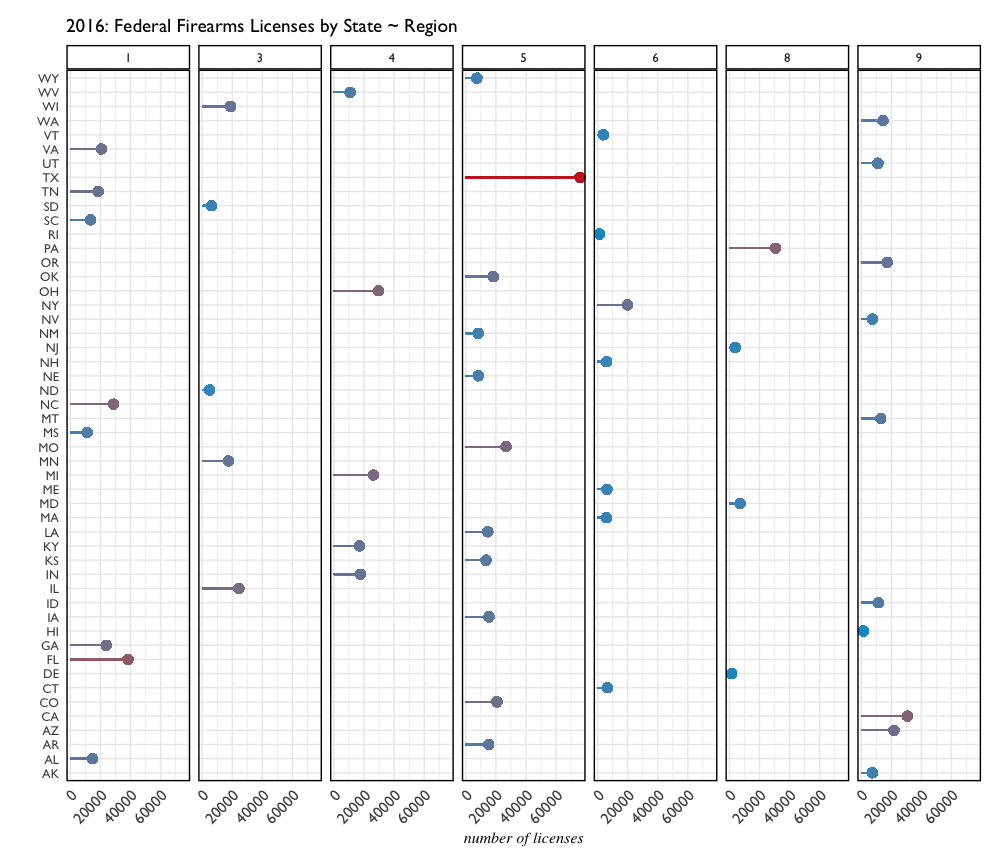 2016: Federal Firearms Licenses by State ~ Region
1 3 4 5 6 8 9
WY
WV
WI
WA
VT
VA
UT
TX
TN
SD
SC
RI
PA
OR
OK
OH
NY
NV
NM
NJ
NH
NE
ND
NC
MT
MS
MO
MN
MI
ME
MD
MA
LA
KY
KS
IN
IL
ID
IA
HI
GA
FL
DE
CT
CO
CA
AZ
AR
AL
AK
0 20000 40000 60000 0 20000 40000 60000 0 20000 40000 60000 0 20000 40000 60000 0 20000 40000 60000 0 20000 40000 60000 0 20000 40000 60000
number of licenses